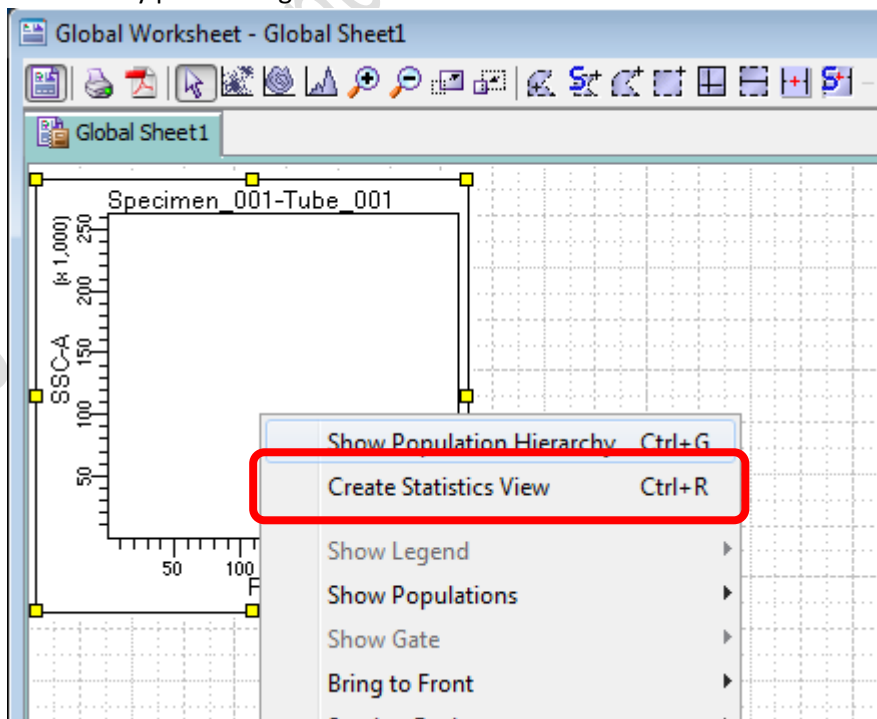 Global Worksheet - Global Sheet1
Global Sheet1
Specimen_001-Tube_001
SSC-A (x 1,000)
250
200
150
100
50
50 100
F
Show Population Hierarchy Ctrl+G
Create Statistics View Ctrl+R
Show Legend
Show Populations
Show Gate
Bring to Front